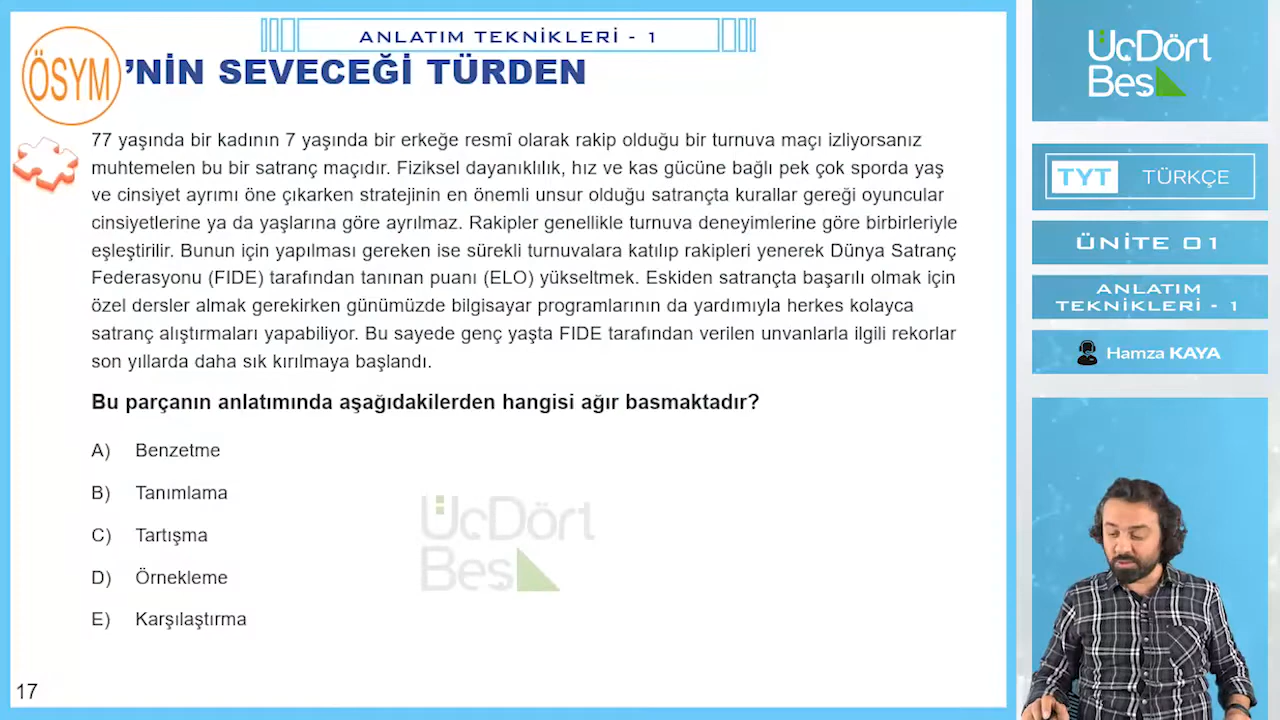 ANLATIM TEKNİKLERİ - 1
ÖSYM 'NİN SEVECEĞİ TÜRDEN
77 yaşında bir kadının 7 yaşında bir erkeğe resmî olarak rakip olduğu bir turnuva maçı izliyorsanız
muhtemelen bu bir satranç maçıdır. Fiziksel dayanıklılık, hız ve kas gücüne bağlı pek çok sporda yaş
ve cinsiyet ayrımı öne çıkarken stratejinin en önemli unsur olduğu satrançta kurallar gereği oyuncular
cinsiyetlerine ya da yaşlarına göre ayrılmaz. Rakipler genellikle turnuva deneyimlerine göre birbirleriyle
eşleştirilir. Bunun için yapılması gereken ise sürekli turnuvalara katılıp rakipleri yenerek Dünya Satranç
Federasyonu (FIDE) tarafından tanınan puanı (ELO) yükseltmek. Eskiden satrançta başarılı olmak için
özel dersler almak gerekirken günümüzde bilgisayar programlarının da yardımıyla herkes kolayca
satranç alıştırmaları yapabiliyor. Bu sayede genç yaşta FIDE tarafından verilen unvanlarla ilgili rekorlar
son yıllarda daha sık kırılmaya başlandı.
Bu parçanın anlatımında aşağıdakilerden hangisi ağır basmaktadır?
A) Benzetme
B) Tanımlama
C) Tartışma
D) Örnekleme
E) Karşılaştırma
ÜçDört
Beş
17
ÜçDört
Beş
TYT TÜRKÇE
ÜNİTE 01
ANLATIM
TEKNİKLERİ - 1
Hamza KAYA